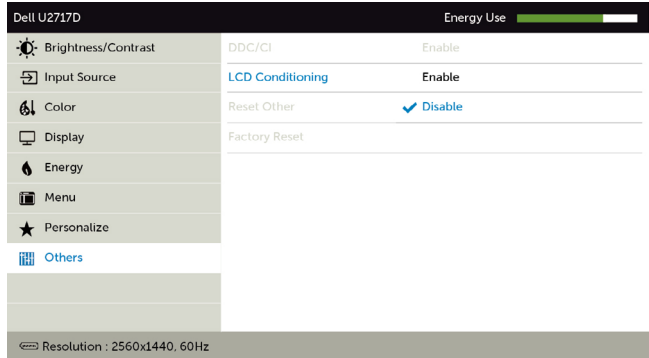 Dell U2717D Energy Use
Brightness/Contrast DDC/CI Enable
Input Source LCD Conditioning Enable
Color Reset Other Disable
Display Factory Reset
Energy
Menu
Personalize
Others
Resolution : 2560x1440, 60Hz